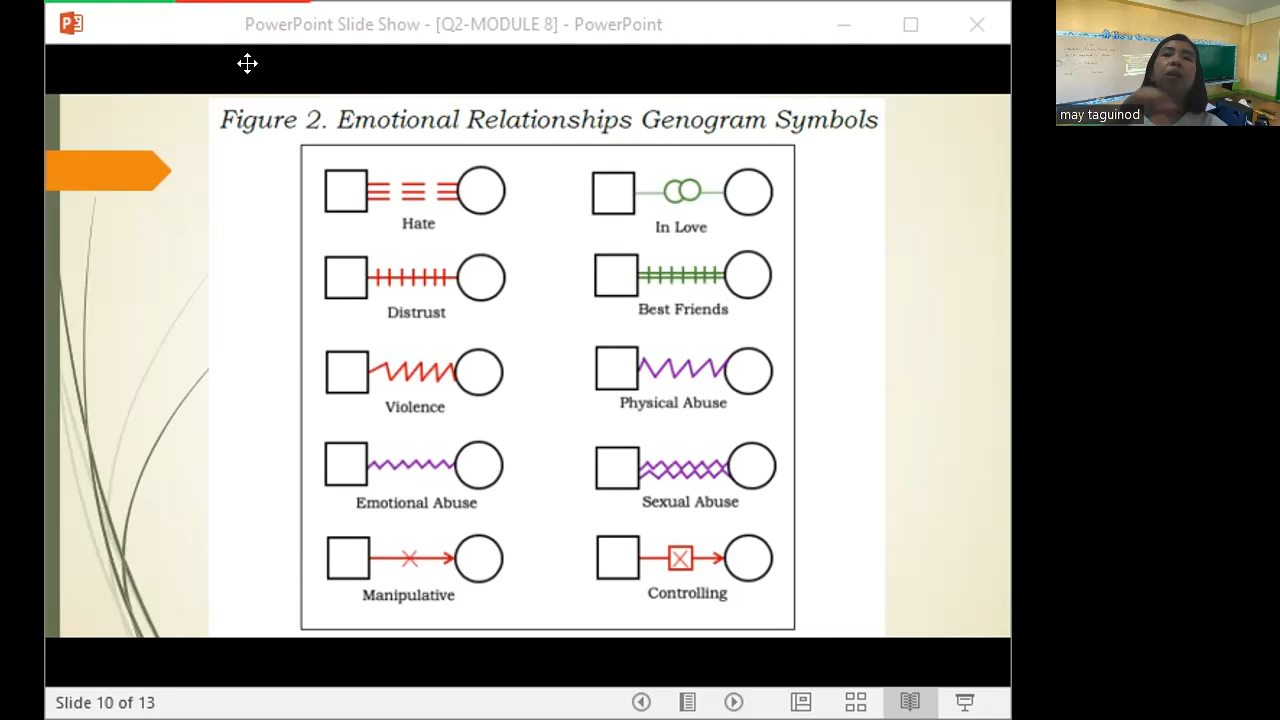 PowerPoint Slide Show - [Q2-MODULE 8] - PowerPoint
may taguinod
Figure 2. Emotional Relationships Genogram Symbols
Hate
In Love
Distrust
Best Friends
Violence
Physical Abuse
Emotional Abuse
Sexual Abuse
Manipulative
Controlling
Slide 10 of 13